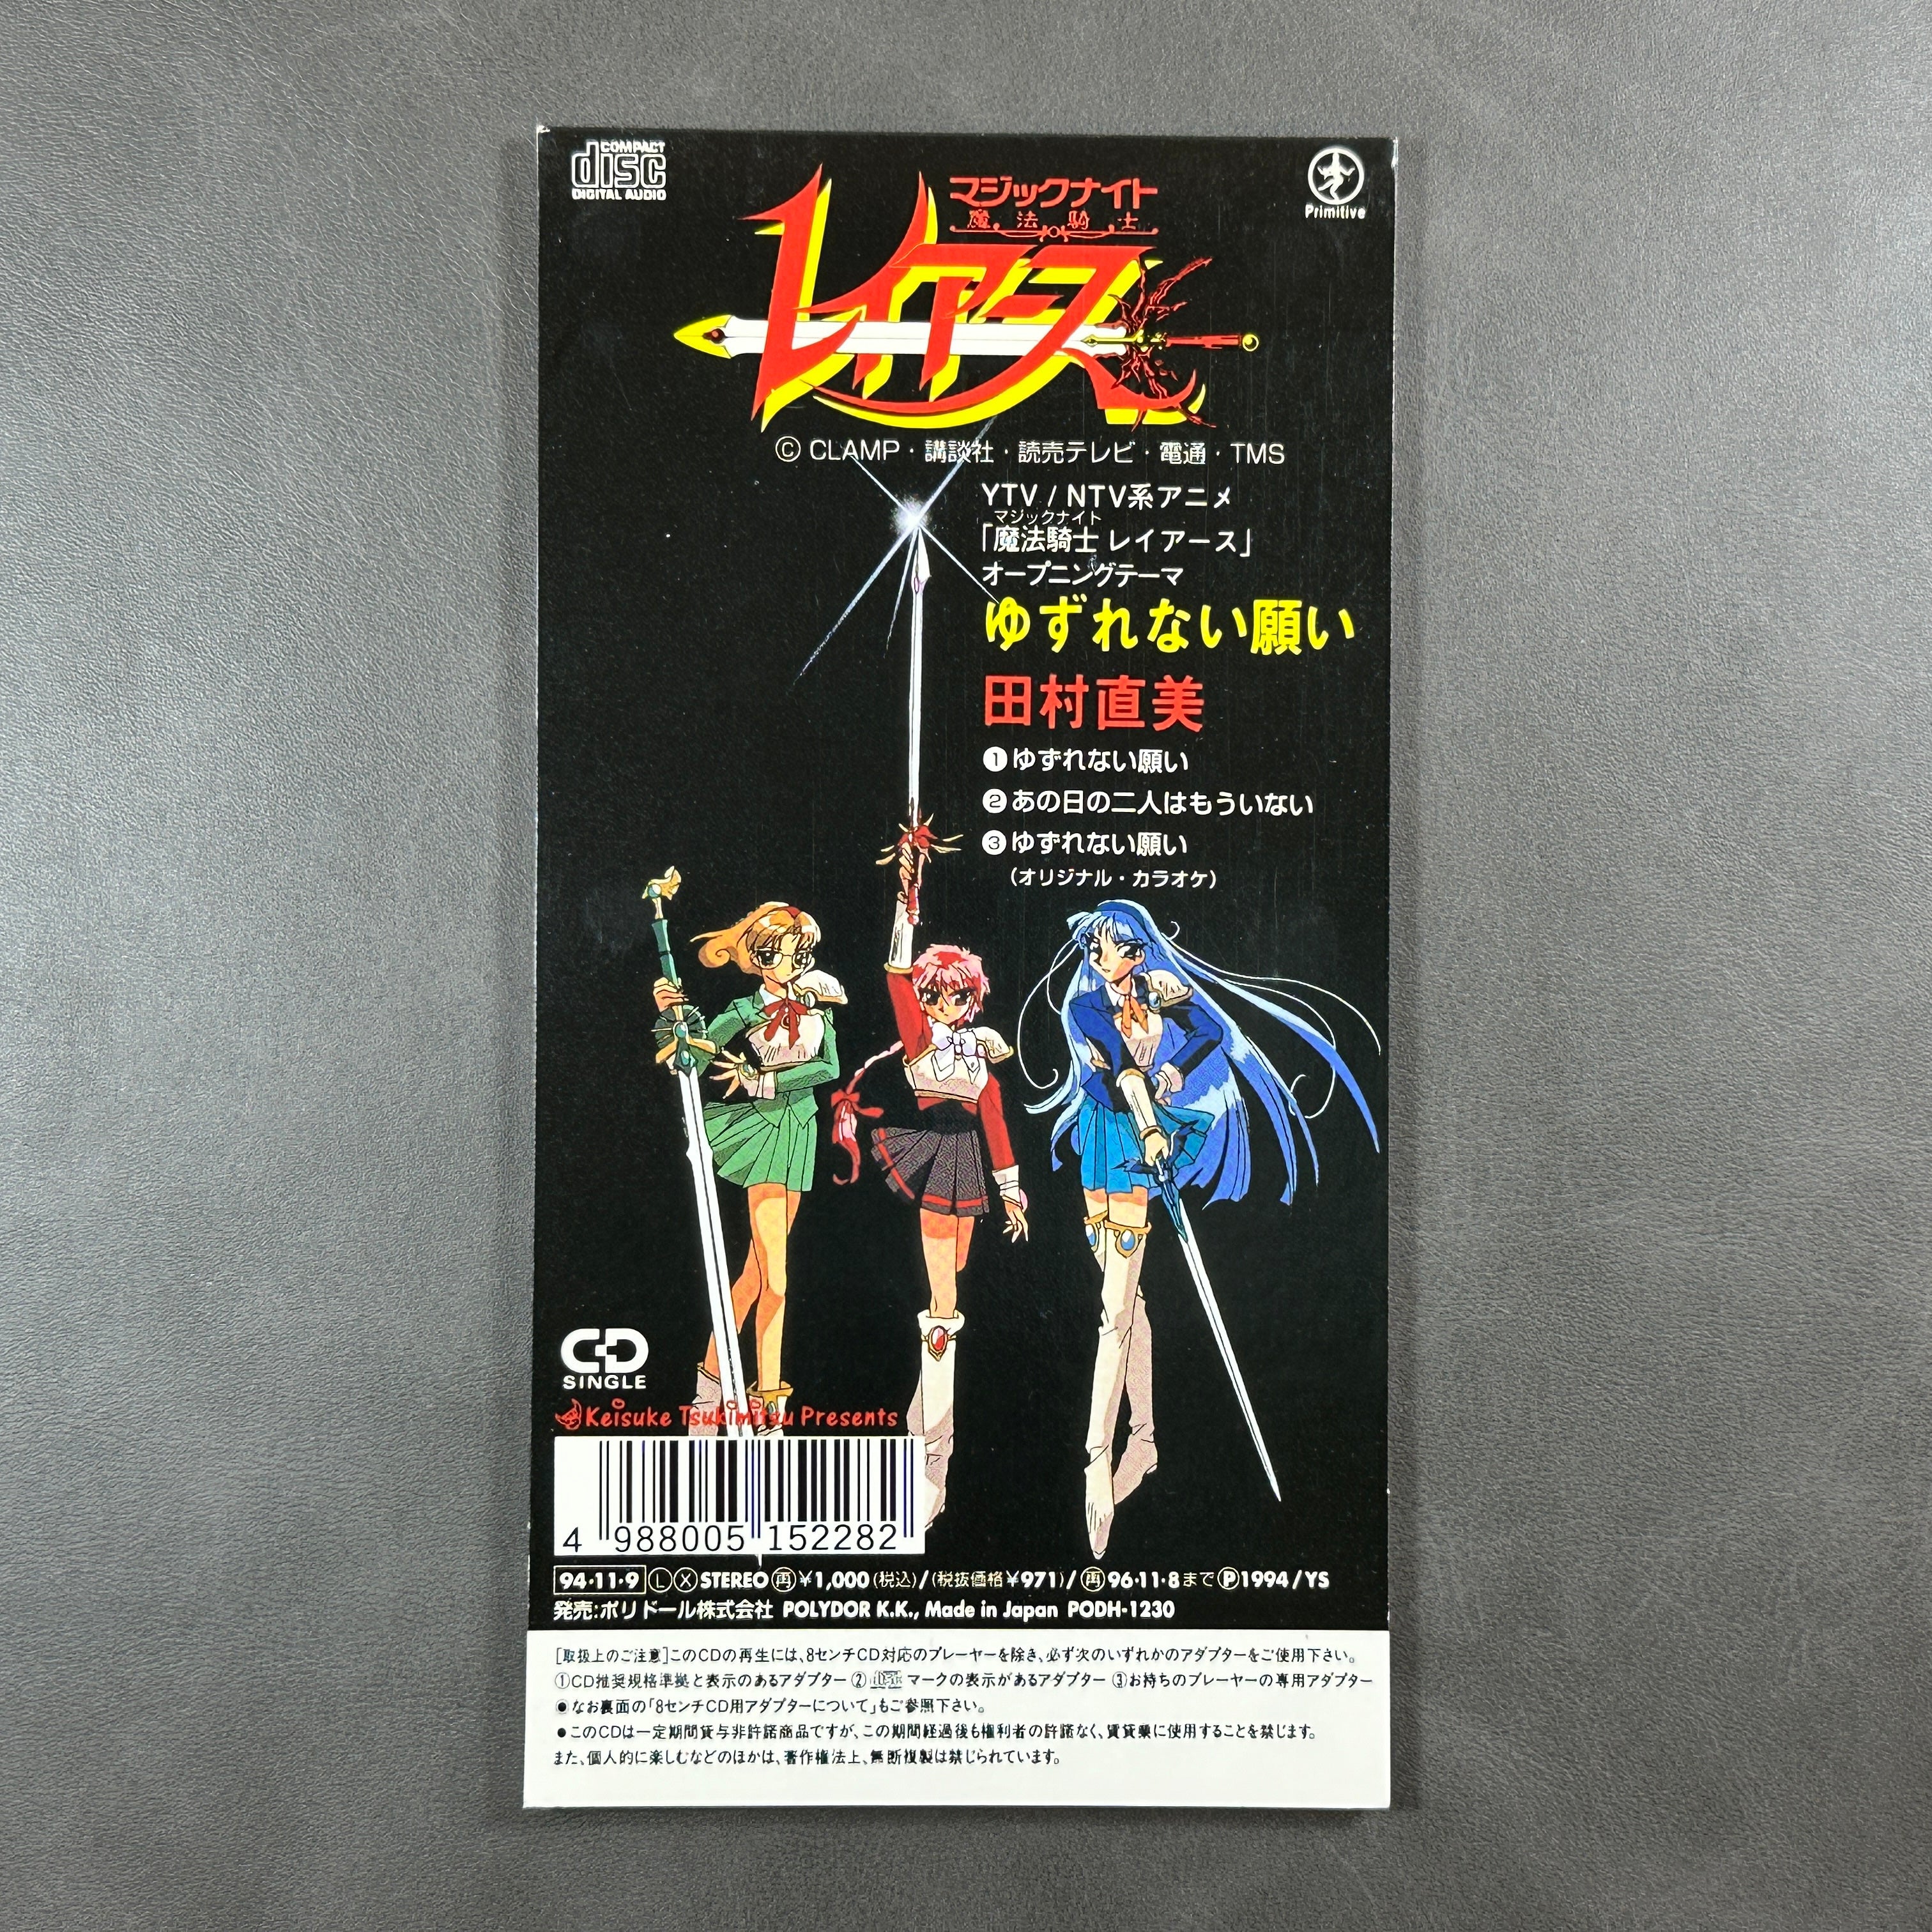 COMPACT
disc
DIGITAL AUDIO
Primitive
マジックナイト
魔法騎士
レイアース
© CLAMP・講談社・読売テレビ・電通・TMS
YTV / NTV系アニメ
マジックナイト
「魔法騎士 レイアース」
オープニングテーマ
ゆずれない願い
田村直美
❶ゆずれない願い
❷あの日の二人はもういない
❸ゆずれない願い
(オリジナル・カラオケ)
CD
SINGLE
Keisuke Tsukimitsu Presents
4 988005 152282
94・11・9 Ⓛ Ⓧ STEREO ㊢¥1,000(税込)/(税抜価格¥971)/ 再 96・11・8まで Ⓟ1994/YS
発売:ポリドール株式会社 POLYDOR K.K., Made in Japan PODH-1230
[取扱上のご注意]このCDの再生には、8センチCD対応のプレーヤーを除き、必ず次のいずれかのアダプターをご使用下さい。
①CD推奨規格準拠と表示のあるアダプター ②disc マークの表示があるアダプター ③お持ちのプレーヤーの専用アダプター
◉なお裏面の「8センチCD用アダプターについて」もご参照下さい。
●このCDは一定期間貸与非許諾商品ですが、この期間経過後も権利者の許諾なく、賃貸業に使用することを禁じます。
また、個人的に楽しむなどのほかは、著作権法上、無断複製は禁じられています。